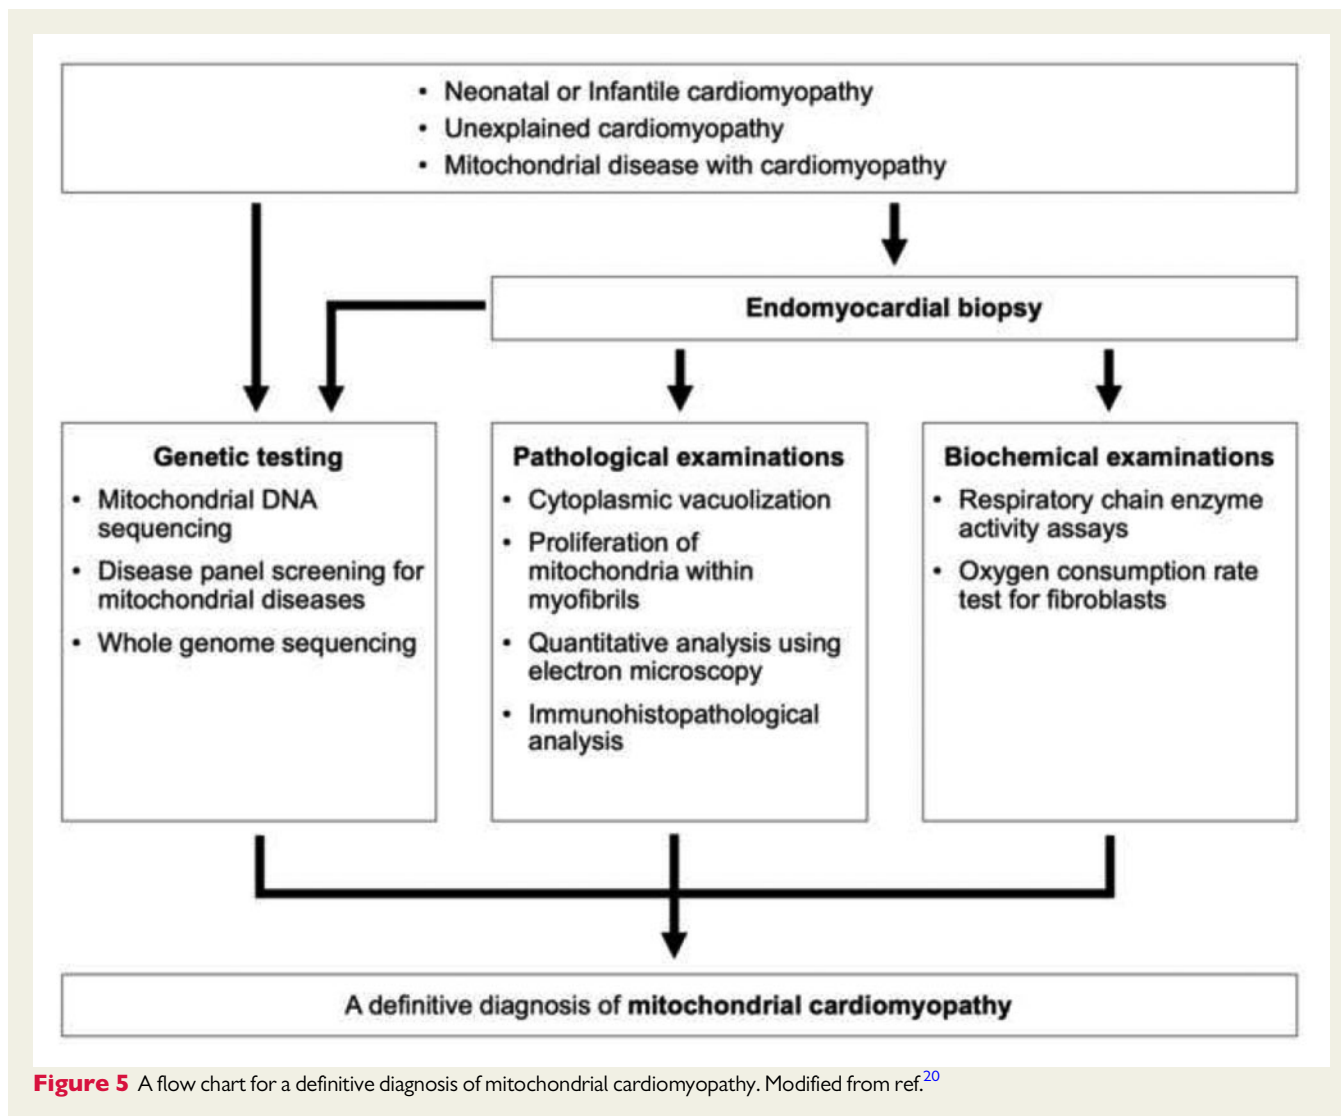 • Neonatal or Infantile cardiomyopathy
• Unexplained cardiomyopathy
• Mitochondrial disease with cardiomyopathy
Endomyocardial biopsy
Genetic testing
• Mitochondrial DNA
sequencing
• Disease panel screening for
mitochondrial diseases
• Whole genome sequencing
Pathological examinations
• Cytoplasmic vacuolization
• Proliferation of
mitochondria within
myofibrils
• Quantitative analysis using
electron microscopy
• Immunohistopathological
analysis
Biochemical examinations
• Respiratory chain enzyme
activity assays
• Oxygen consumption rate
test for fibroblasts
A definitive diagnosis of mitochondrial cardiomyopathy
Figure 5 A flow chart for a definitive diagnosis of mitochondrial cardiomyopathy. Modified from ref.20